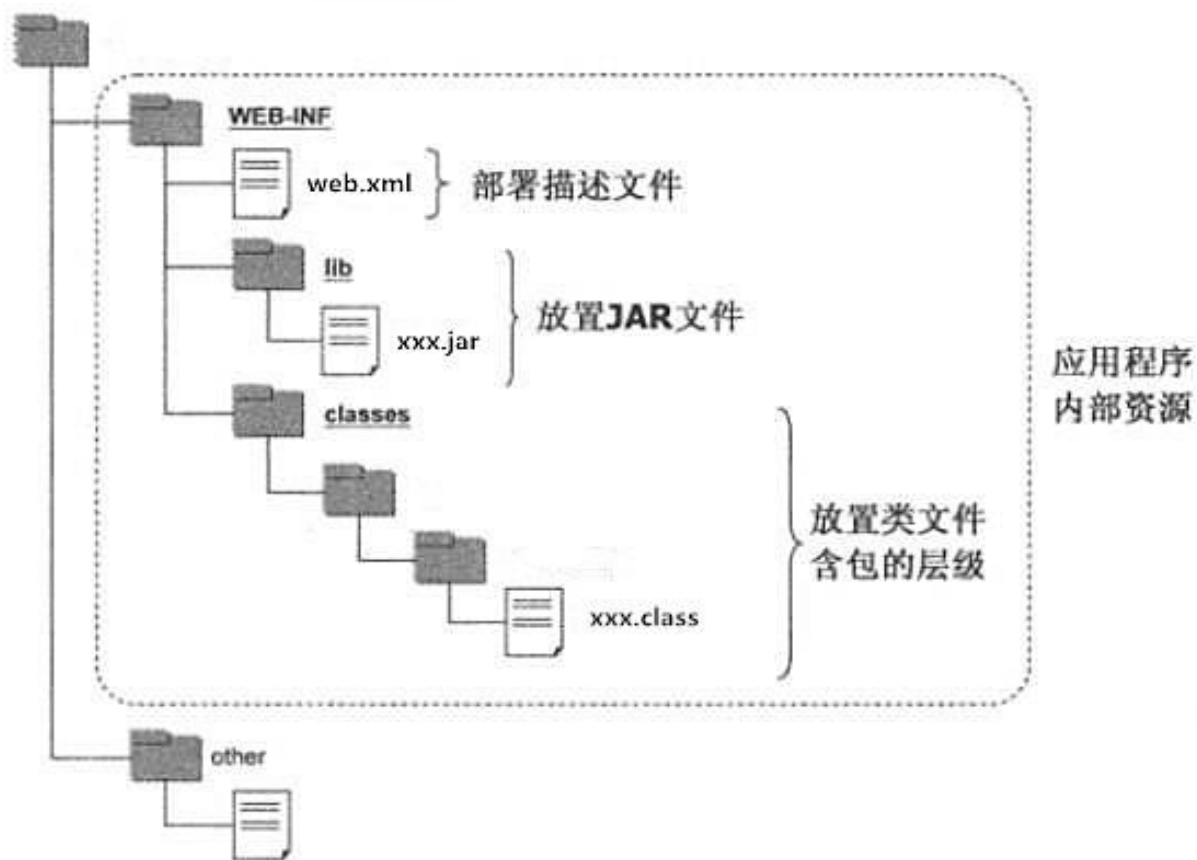 WEB-INF
web.xml
部署描述文件
lib
放置JAR文件
xxx.jar
应用程序
内部资源
classes
放置类文件
含包的层级
xxx.class
other